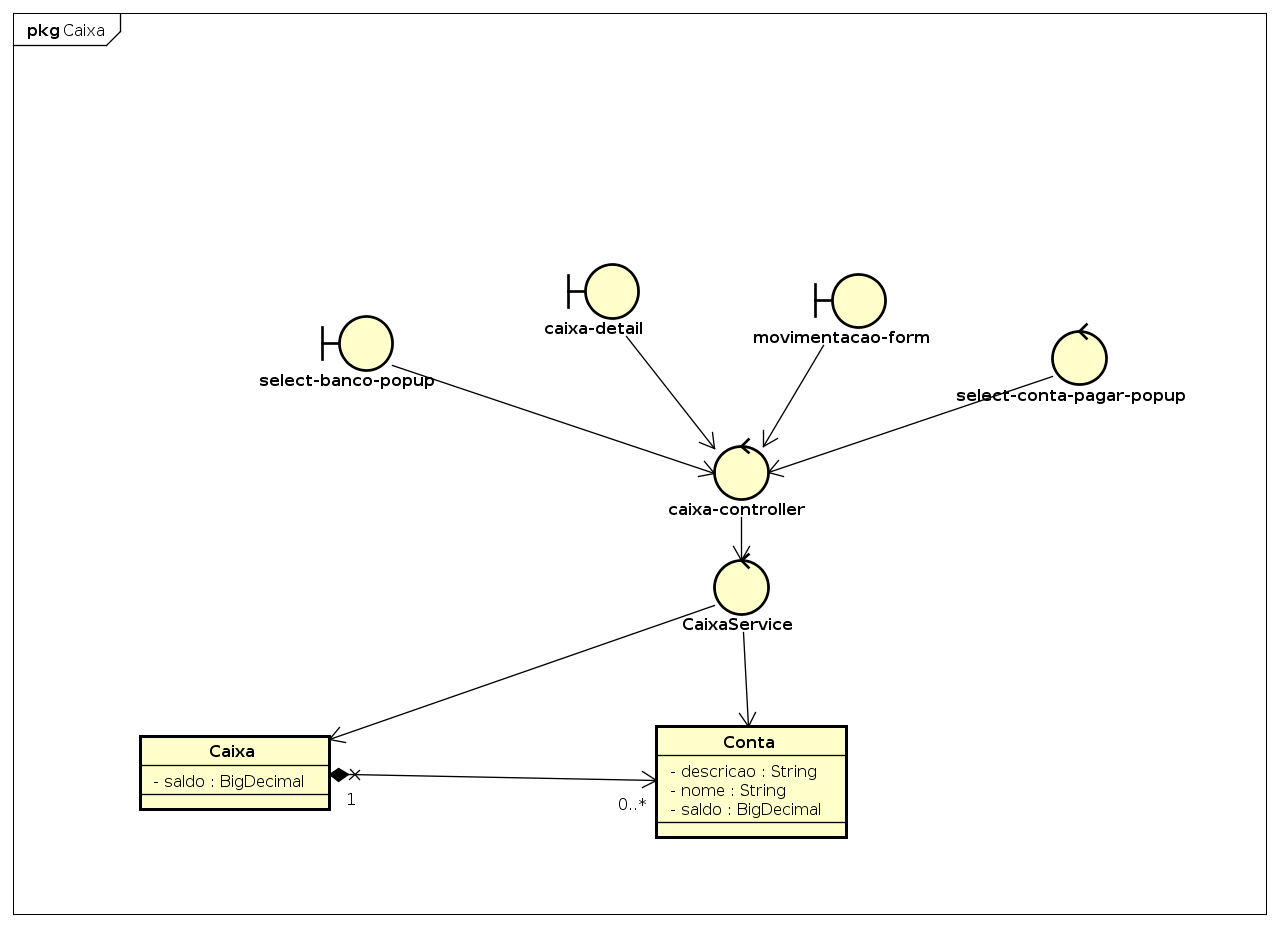 pkg Caixa
caixa-detail
movimentacao-form
select-banco-popup
select-conta-pagar-popup
caixa-controller
CaixaService
Caixa
- saldo : BigDecimal
1
0..*
Conta
- descricao : String
- nome : String
- saldo : BigDecimal